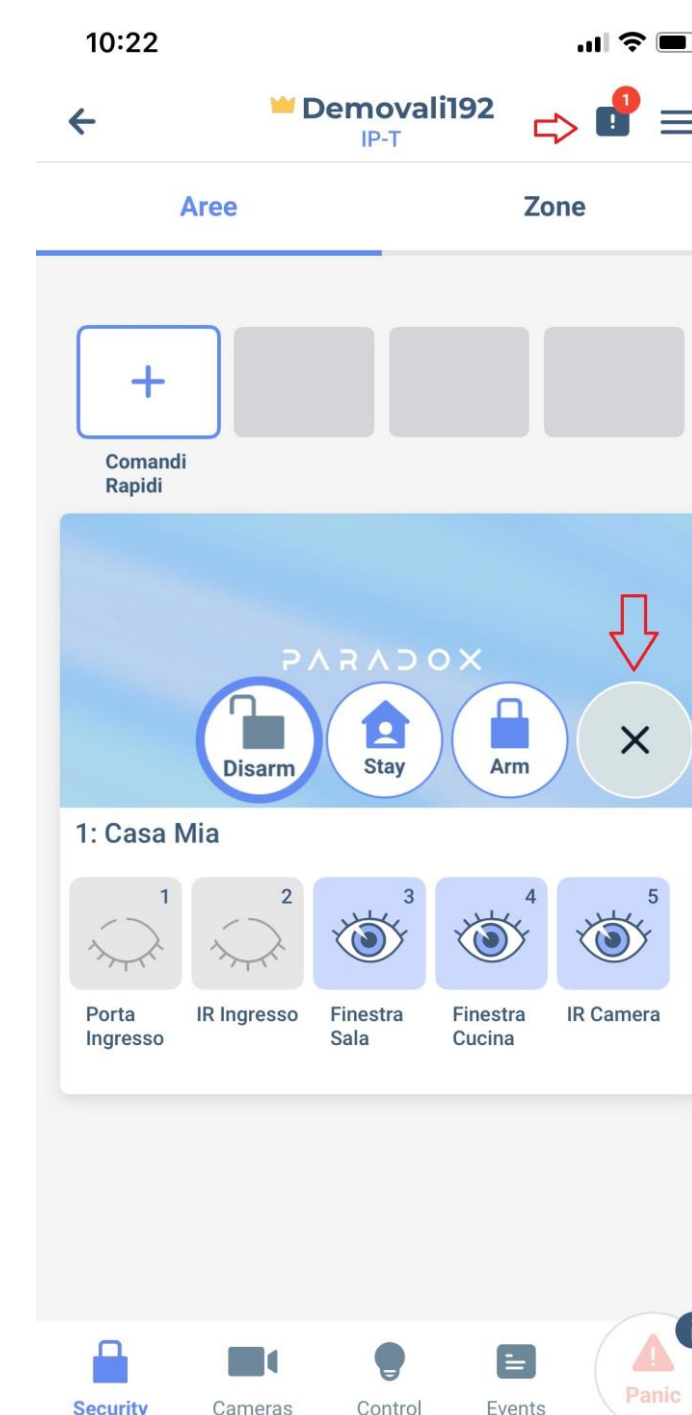 10:22
Demovali192
1
IP-T
Aree
Zone
Comandi
Rapidi
PARADOX
Disarm
Stay
Arm
1: Casa Mia
1
2
3
4
5
Porta
Ingresso
IR Ingresso
Finestra
Sala
Finestra
Cucina
IR Camera
Security
Cameras
Control
Events
Panic